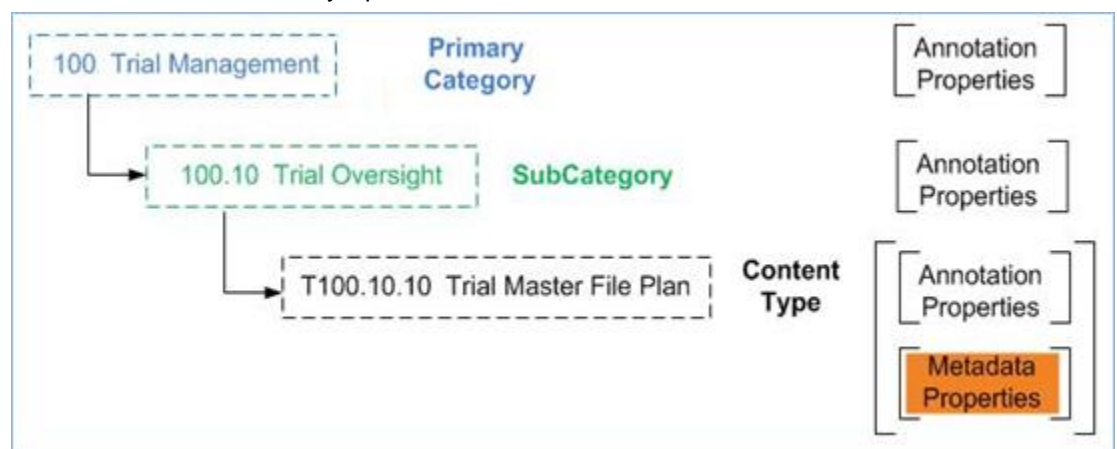 100 Trial Management
Primary
Category
Annotation
Properties
100.10 Trial Oversight
SubCategory
Annotation
Properties
T100.10.10 Trial Master File Plan
Content
Type
Annotation
Properties
Metadata
Properties